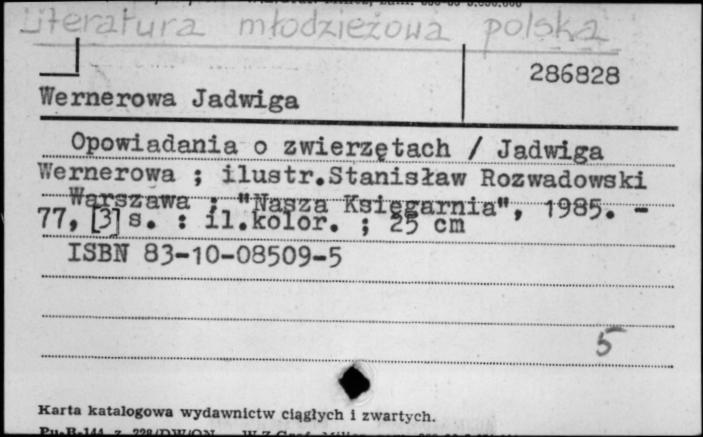 Literatura młodzieżowa polska
286828
Wernerowa Jadwiga
Opowiadania o zwierzętach / Jadwiga
Wernerowa ; ilustr.Stanisław Rozwadowski
Warszawa : "Nasza Księgarnia", 1985. -
77, [3] s. : il.kolor. ; 25 cm
ISBN 83-10-08509-5
5
Karta katalogowa wydawnictw ciągłych i zwartych.